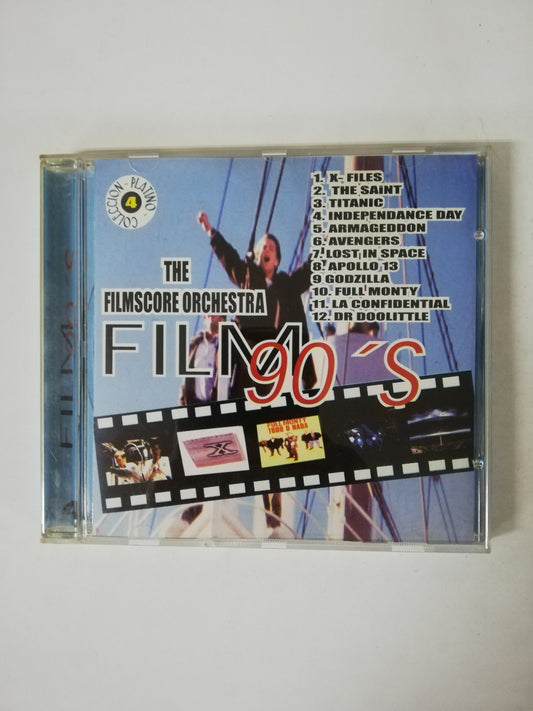 COLECCION - PLATINO -
4
1. X- FILES
2. THE SAINT
3. TITANIC
4. INDEPENDANCE DAY
5. ARMAGEDDON
6. AVENGERS
7. LOST IN SPACE
8. APOLLO 13
9 GODZILLA
10. FULL MONTY
11. LA CONFIDENTIAL
12. DR DOOLITTLE
THE
FILMSCORE ORCHESTRA
FILM
90´S
X
FULL MONTY
TODO O NADA
4 FILM